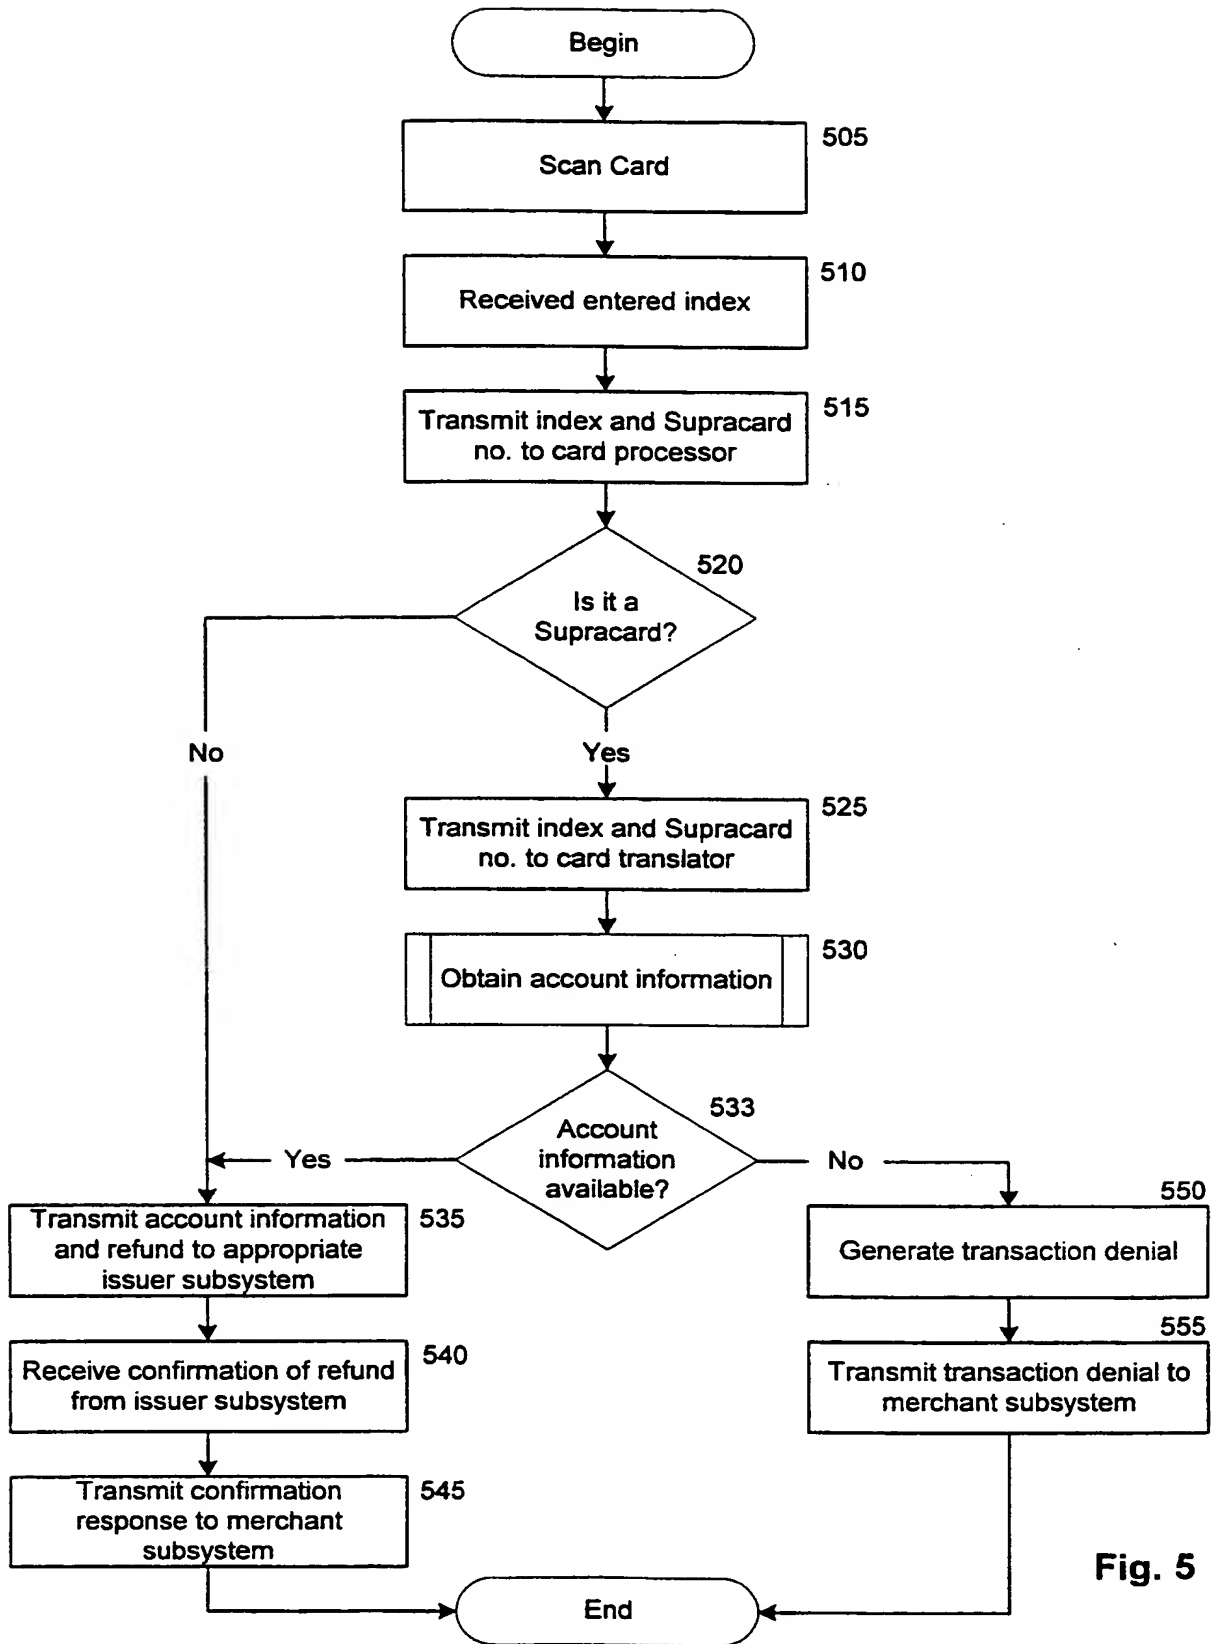 Begin
505
Scan Card
510
Received entered index
515
Transmit index and Supracard
no. to card processor
520
Is it a
Supracard?
No
Yes
525
Transmit index and Supracard
no. to card translator
530
Obtain account information
533
Account
information
available?
Yes
No
535
Transmit account information
and refund to appropriate
issuer subsystem
550
Generate transaction denial
540
Receive confirmation of refund
from issuer subsystem
555
Transmit transaction denial to
merchant subsystem
545
Transmit confirmation
response to merchant
subsystem
End
Fig. 5